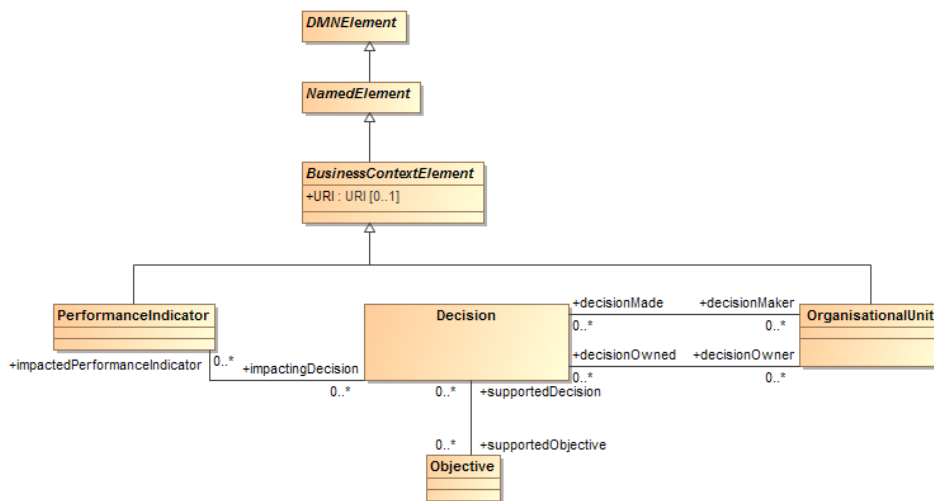 DMNElement
NamedElement
BusinessContextElement
+URI : URI [0..1]
PerformanceIndicator
Decision
OrganisationalUnit
+decisionMade
+decisionMaker
0..*
0..*
+decisionOwned
+decisionOwner
0..*
0..*
+impactedPerformanceIndicator
0..*
+impactingDecision
0..*
0..*
+supportedDecision
0..*
+supportedObjective
Objective